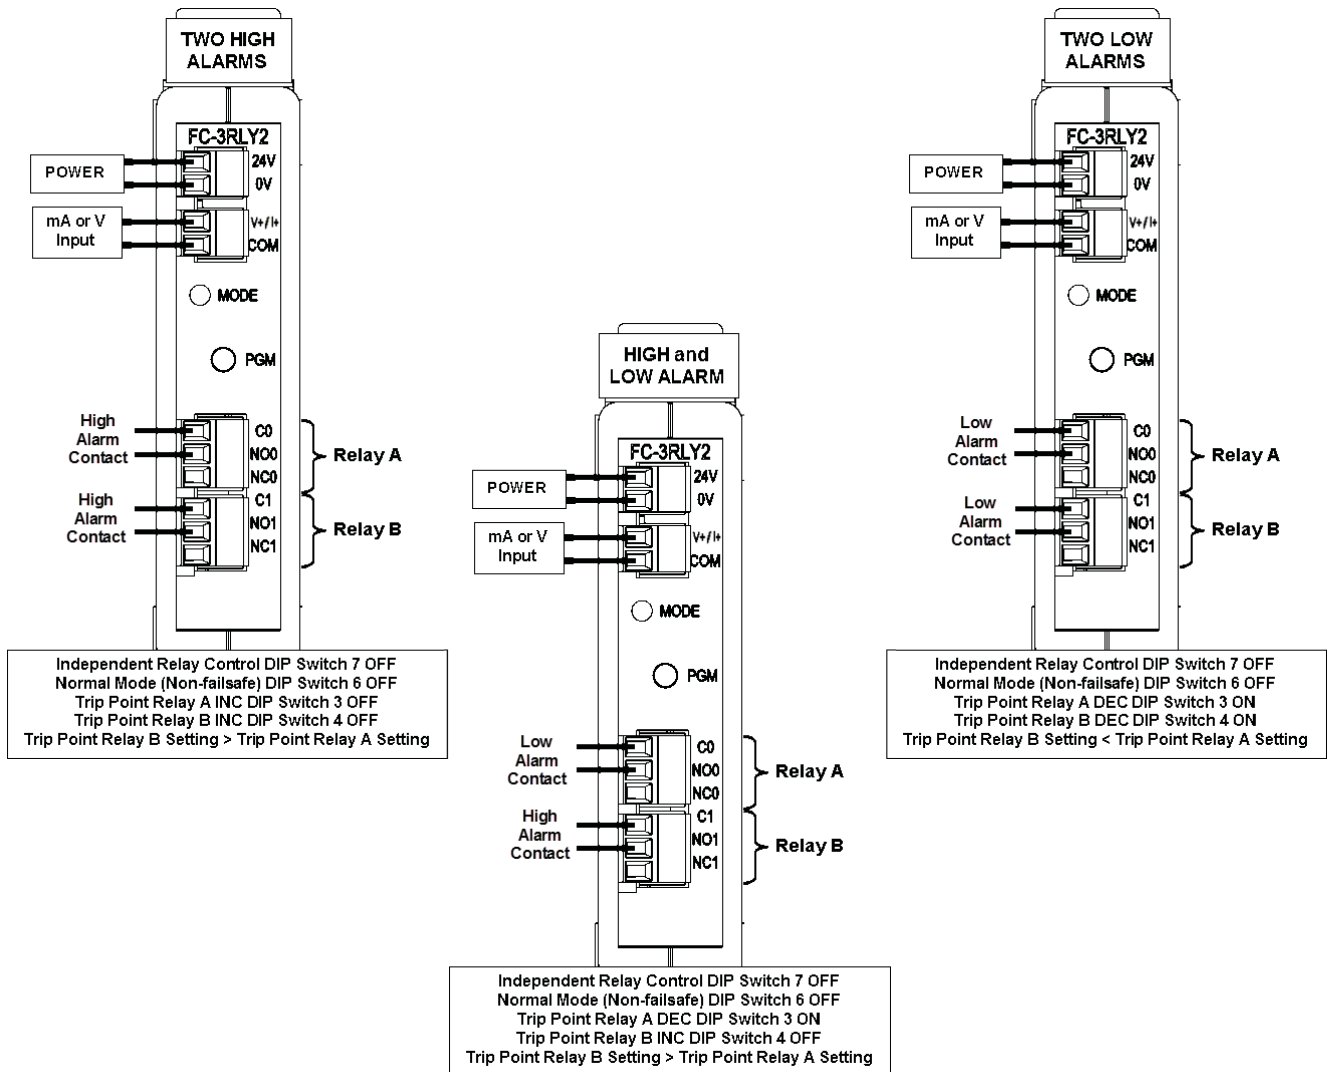 TWO HIGH
ALARMS
FC-3RLY2
POWER
24V
0V
mA or V
Input
V+/I+
COM
MODE
PGM
High
Alarm
Contact
C0
NO0
NC0
Relay A
High
Alarm
Contact
C1
NO1
NC1
Relay B
Independent Relay Control DIP Switch 7 OFF
Normal Mode (Non-failsafe) DIP Switch 6 OFF
Trip Point Relay A INC DIP Switch 3 OFF
Trip Point Relay B INC DIP Switch 4 OFF
Trip Point Relay B Setting > Trip Point Relay A Setting
HIGH and
LOW ALARM
FC-3RLY2
POWER
24V
0V
mA or V
Input
V+/I+
COM
MODE
PGM
Low
Alarm
Contact
C0
NO0
NC0
Relay A
High
Alarm
Contact
C1
NO1
NC1
Relay B
Independent Relay Control DIP Switch 7 OFF
Normal Mode (Non-failsafe) DIP Switch 6 OFF
Trip Point Relay A DEC DIP Switch 3 ON
Trip Point Relay B INC DIP Switch 4 OFF
Trip Point Relay B Setting > Trip Point Relay A Setting
TWO LOW
ALARMS
FC-3RLY2
POWER
24V
0V
mA or V
Input
V+/I+
COM
MODE
PGM
Low
Alarm
Contact
C0
NO0
NC0
Relay A
Low
Alarm
Contact
C1
NO1
NC1
Relay B
Independent Relay Control DIP Switch 7 OFF
Normal Mode (Non-failsafe) DIP Switch 6 OFF
Trip Point Relay A DEC DIP Switch 3 ON
Trip Point Relay B DEC DIP Switch 4 ON
Trip Point Relay B Setting < Trip Point Relay A Setting